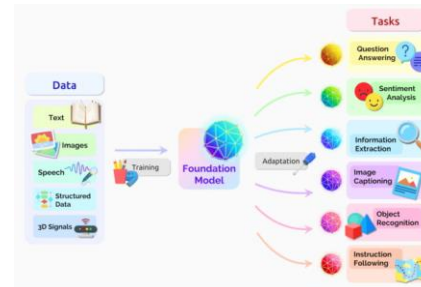 Data
Text
Images
Speech
Structured
Data
3D Signals
Training
Foundation
Model
Adaptation
Tasks
Question
Answering
Sentiment
Analysis
Information
Extraction
Image
Captioning
Object
Recognition
Instruction
Following